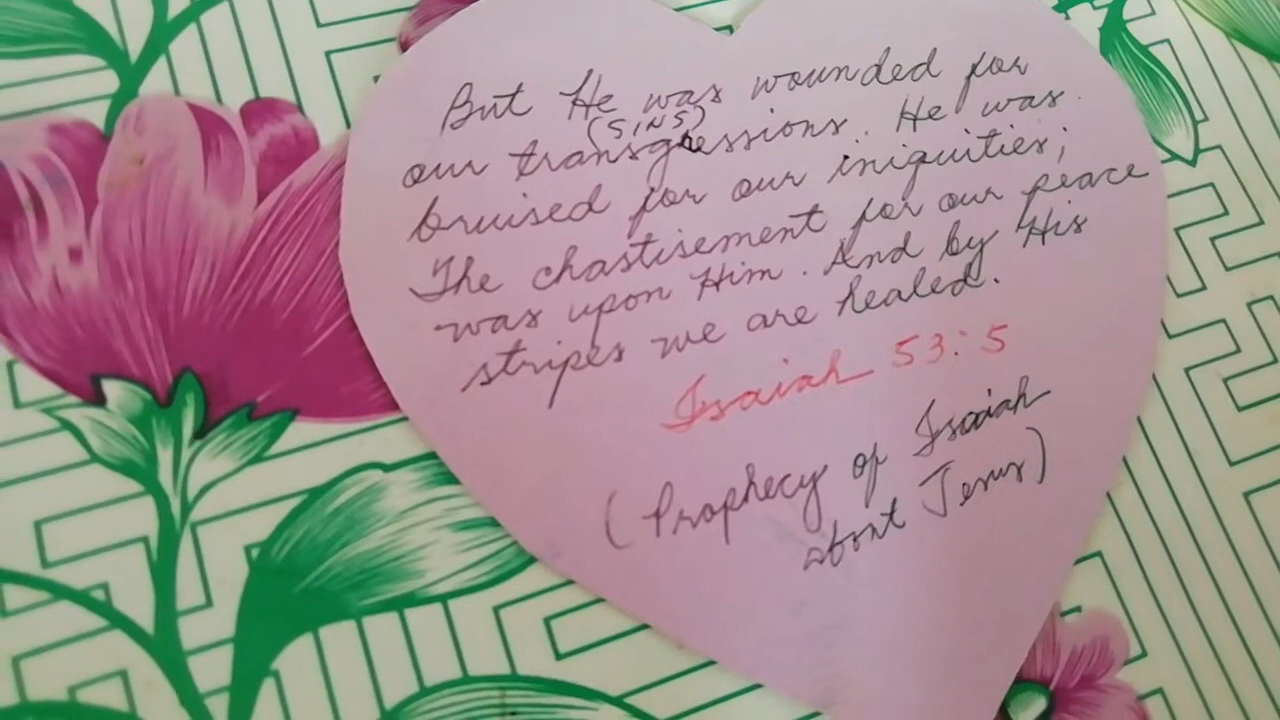 But He was wounded for
(SINS)
our transgressions. He was
bruised for our iniquities;
The chastisement for our peace
was upon Him. And by His
stripes we are healed.
Isaiah 53:5
(Prophecy of Isaiah
about Jesus)